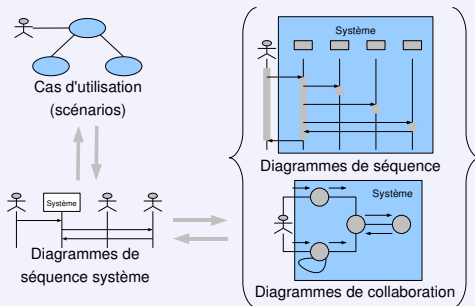 Cas d'utilisation
(scénarios)
Système
Diagrammes de
séquence système
Système
Diagrammes de séquence
Système
Diagrammes de collaboration